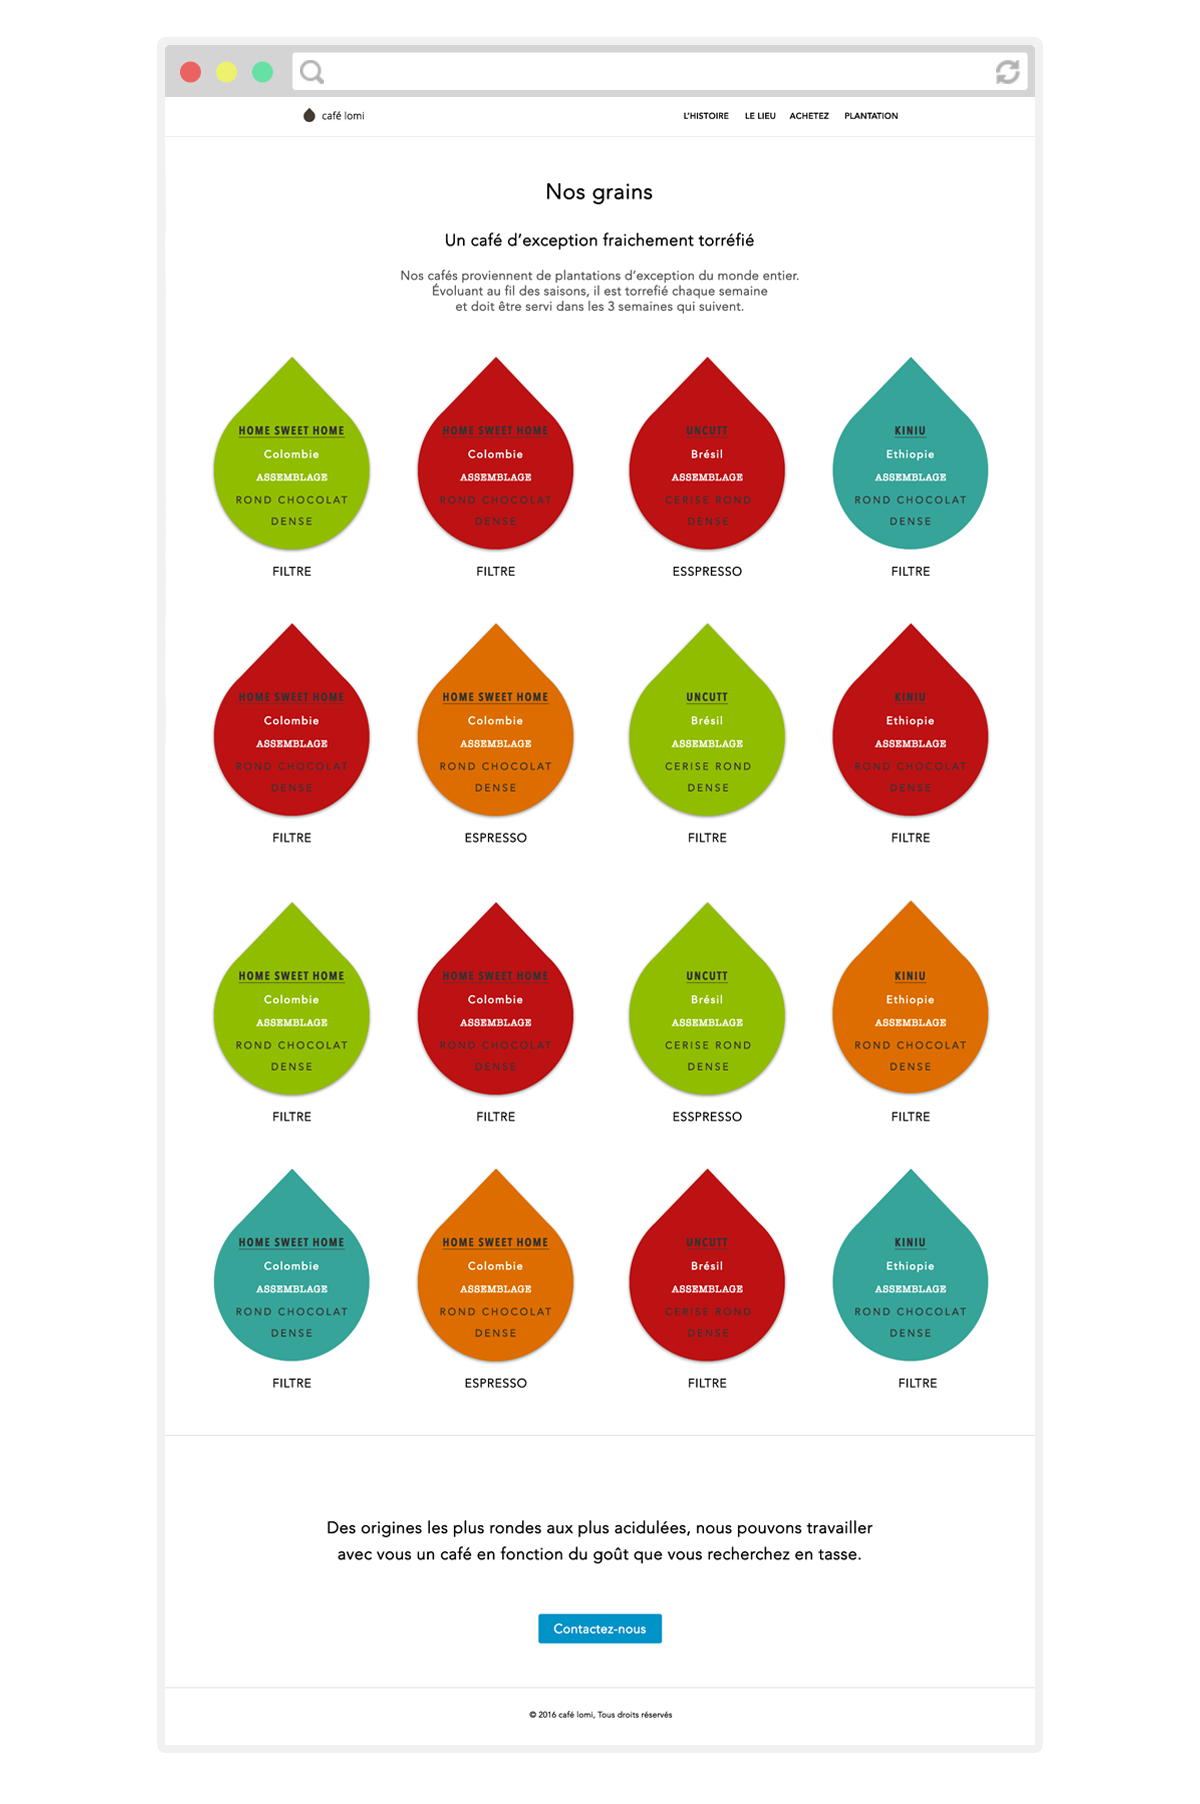 café lomi
L'HISTOIRE LE LIEU ACHETEZ PLANTATION
Nos grains
Un café d'exception fraichement torréfié
Nos cafés proviennent de plantations d'exception du monde entier.
Évoluant au fil des saisons, il est torrefié chaque semaine
et doit être servi dans les 3 semaines qui suivent.
HOME SWEET HOME
Colombie
ASSEMBLAGE
ROND CHOCOLAT
DENSE
FILTRE
HOME SWEET HOME
Colombie
ASSEMBLAGE
ROND CHOCOLAT
DENSE
FILTRE
UNCUTT
Brésil
ASSEMBLAGE
CERISE ROND
DENSE
ESSPRESSO
KINIU
Ethiopie
ASSEMBLAGE
ROND CHOCOLAT
DENSE
FILTRE
HOME SWEET HOME
Colombie
ASSEMBLAGE
ROND CHOCOLAT
DENSE
FILTRE
HOME SWEET HOME
Colombie
ASSEMBLAGE
ROND CHOCOLAT
DENSE
ESPRESSO
UNCUTT
Brésil
ASSEMBLAGE
CERISE ROND
DENSE
FILTRE
KINIU
Ethiopie
ASSEMBLAGE
ROND CHOCOLAT
DENSE
FILTRE
HOME SWEET HOME
Colombie
ASSEMBLAGE
ROND CHOCOLAT
DENSE
FILTRE
HOME SWEET HOME
Colombie
ASSEMBLAGE
ROND CHOCOLAT
DENSE
FILTRE
UNCUTT
Brésil
ASSEMBLAGE
CERISE ROND
DENSE
ESSPRESSO
KINIU
Ethiopie
ASSEMBLAGE
ROND CHOCOLAT
DENSE
FILTRE
HOME SWEET HOME
Colombie
ASSEMBLAGE
ROND CHOCOLAT
DENSE
FILTRE
HOME SWEET HOME
Colombie
ASSEMBLAGE
ROND CHOCOLAT
DENSE
ESPRESSO
UNCUTT
Brésil
ASSEMBLAGE
CERISE ROND
DENSE
FILTRE
KINIU
Ethiopie
ASSEMBLAGE
ROND CHOCOLAT
DENSE
FILTRE
Des origines les plus rondes aux plus acidulées, nous pouvons travailler
avec vous un café en fonction du goût que vous recherchez en tasse.
Contactez-nous
© 2016 café lomi, Tous droits réservés